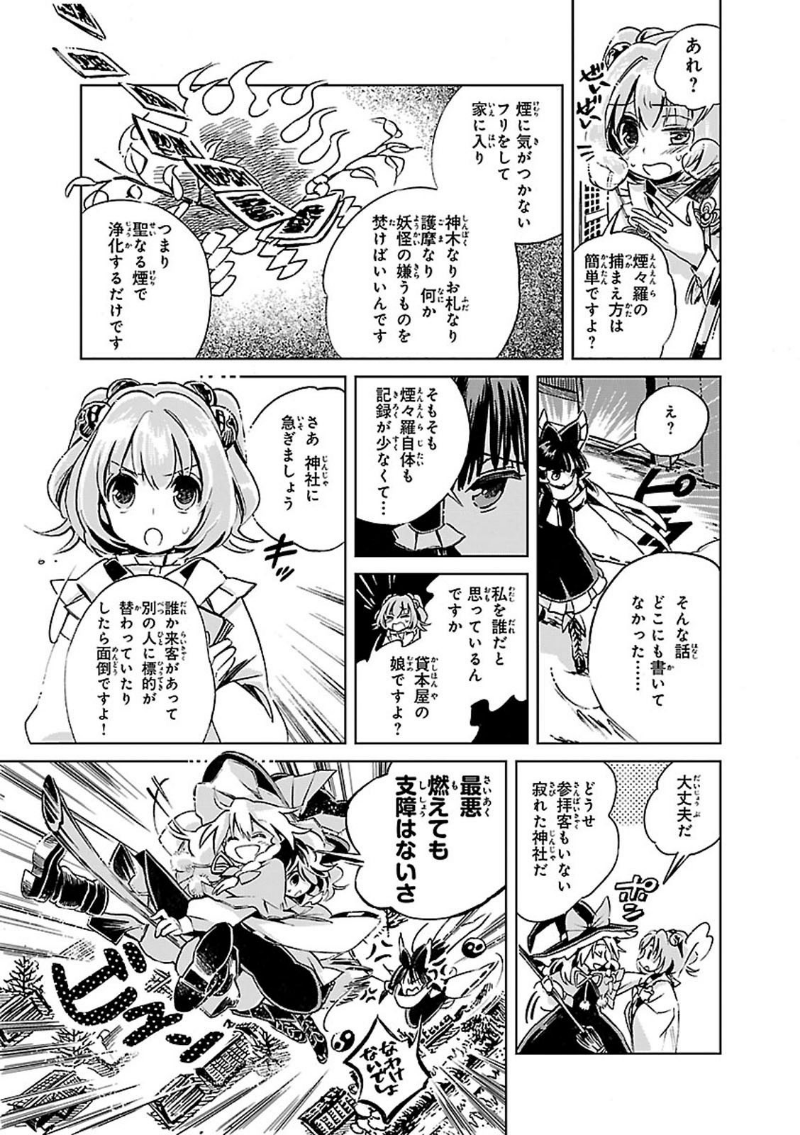 あれ？
ぜいぜい
煙々羅の
捕まえ方は
簡単ですよ？
煙に気がつかない
フリをして
家に入り
神木なりお札なり
護摩なり 何か
妖怪の嫌うものを
焚けばいいんです
つまり
聖なる煙で
浄化するだけです
え？
そんな話
どこにも書いて
なかった……
そもそも
煙々羅自体も
記録が少なくて…
私を誰だと
思っているん
ですか
貸本屋の
娘ですよ？
さあ 神社に
急ぎましょう
誰か来客があって
別の人に標的が
替わっていたり
したら面倒ですよ！
大丈夫だ
どうせ
参拝客もいない
寂れた神社だ
ポン
最悪
燃えても
支障はないさ
なわけ
ないでしょ
ビュン